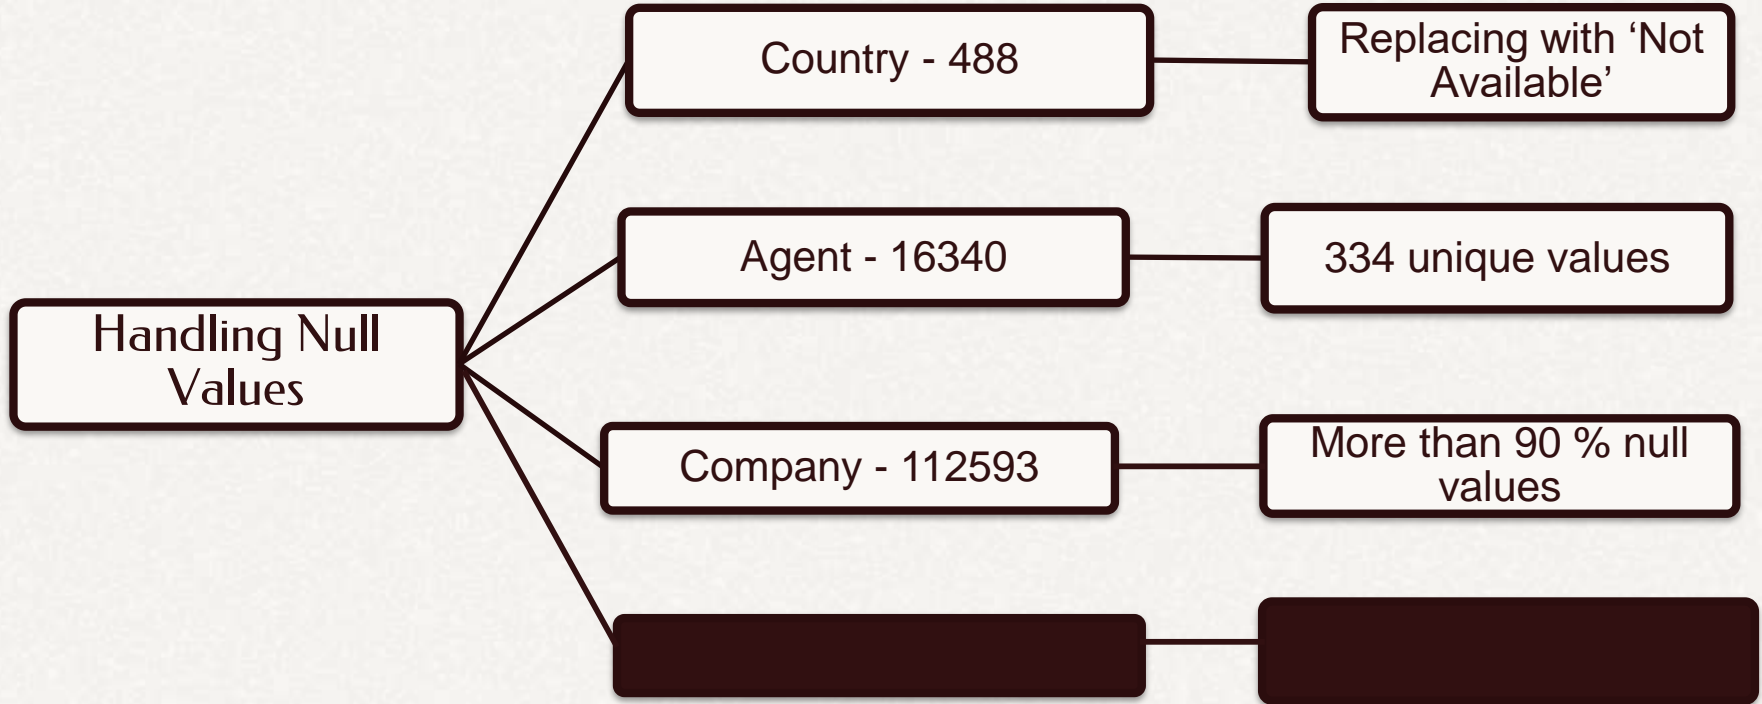 Country - 488
Replacing with ‘Not
Available’
Agent - 16340
334 unique values
Handling Null
Values
Company - 112593
More than 90 % null
values